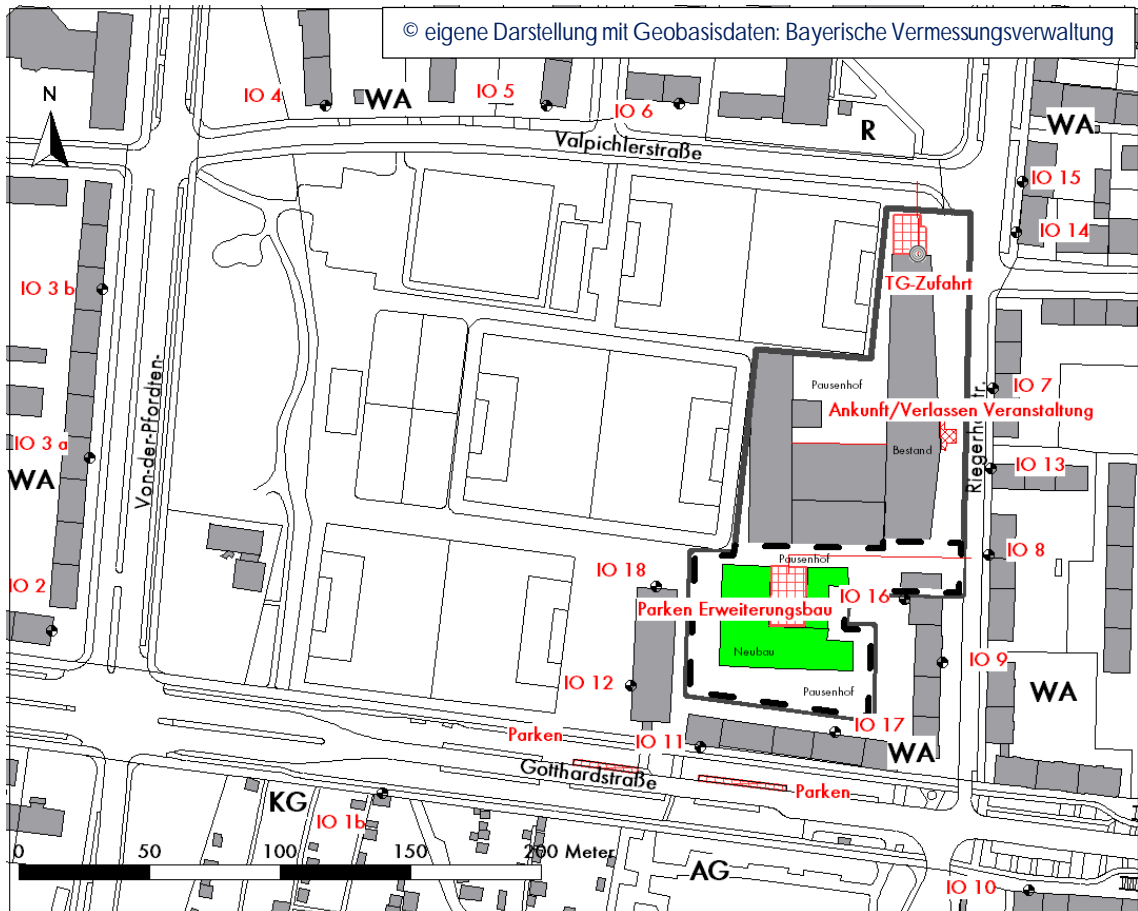 © eigene Darstellung mit Geobasisdaten: Bayerische Vermessungsverwaltung
N
IO 4
WA
IO 5
IO 6
R
WA
Valpichlerstraße
IO 15
IO 14
IO 3 b
TG-Zufahrt
Von-der-Pfordten-
Pausenhof
IO 7
Ankunft/Verlassen Veranstaltung
IO 3 a
WA
Bestand
IO 13
IO 2
Pausenhof
IO 8
IO 18
IO 16
Parken Erweiterungsbau
Neubau
IO 9
IO 12
Pausenhof
WA
IO 17
Parken
IO 11
WA
Gotthardstraße
Parken
KG
IO 1b
0 50 100 150 200 Meter
AG
IO 10